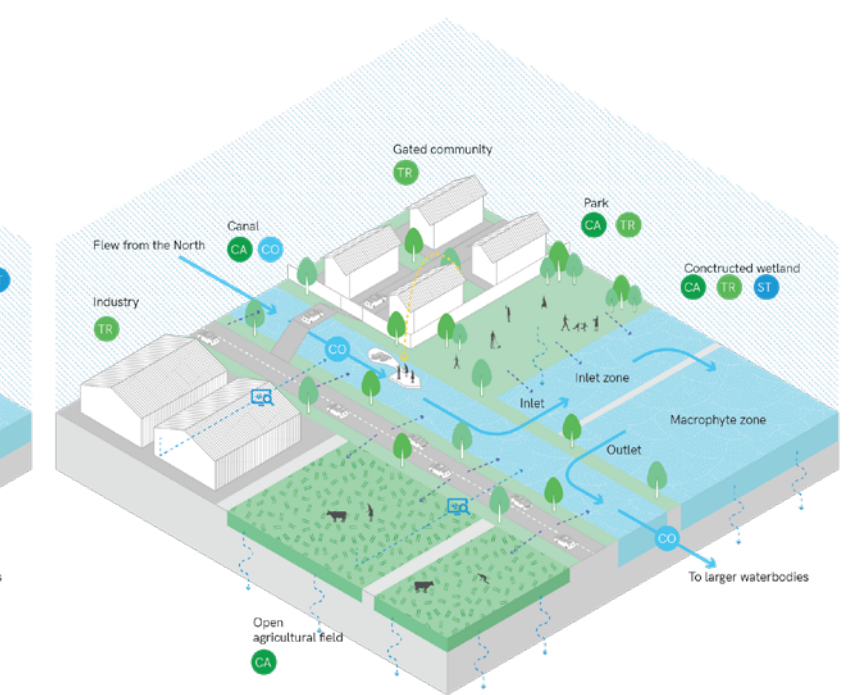 Gated community
TR
Park
CA TR
Canal
CA CO
Flew from the North
Conctructed wetland
CA TR ST
Industry
TR
CO
Inlet zone
Inlet
Macrophyte zone
Outlet
CO
To larger waterbodies
Open
agricultural field
CA